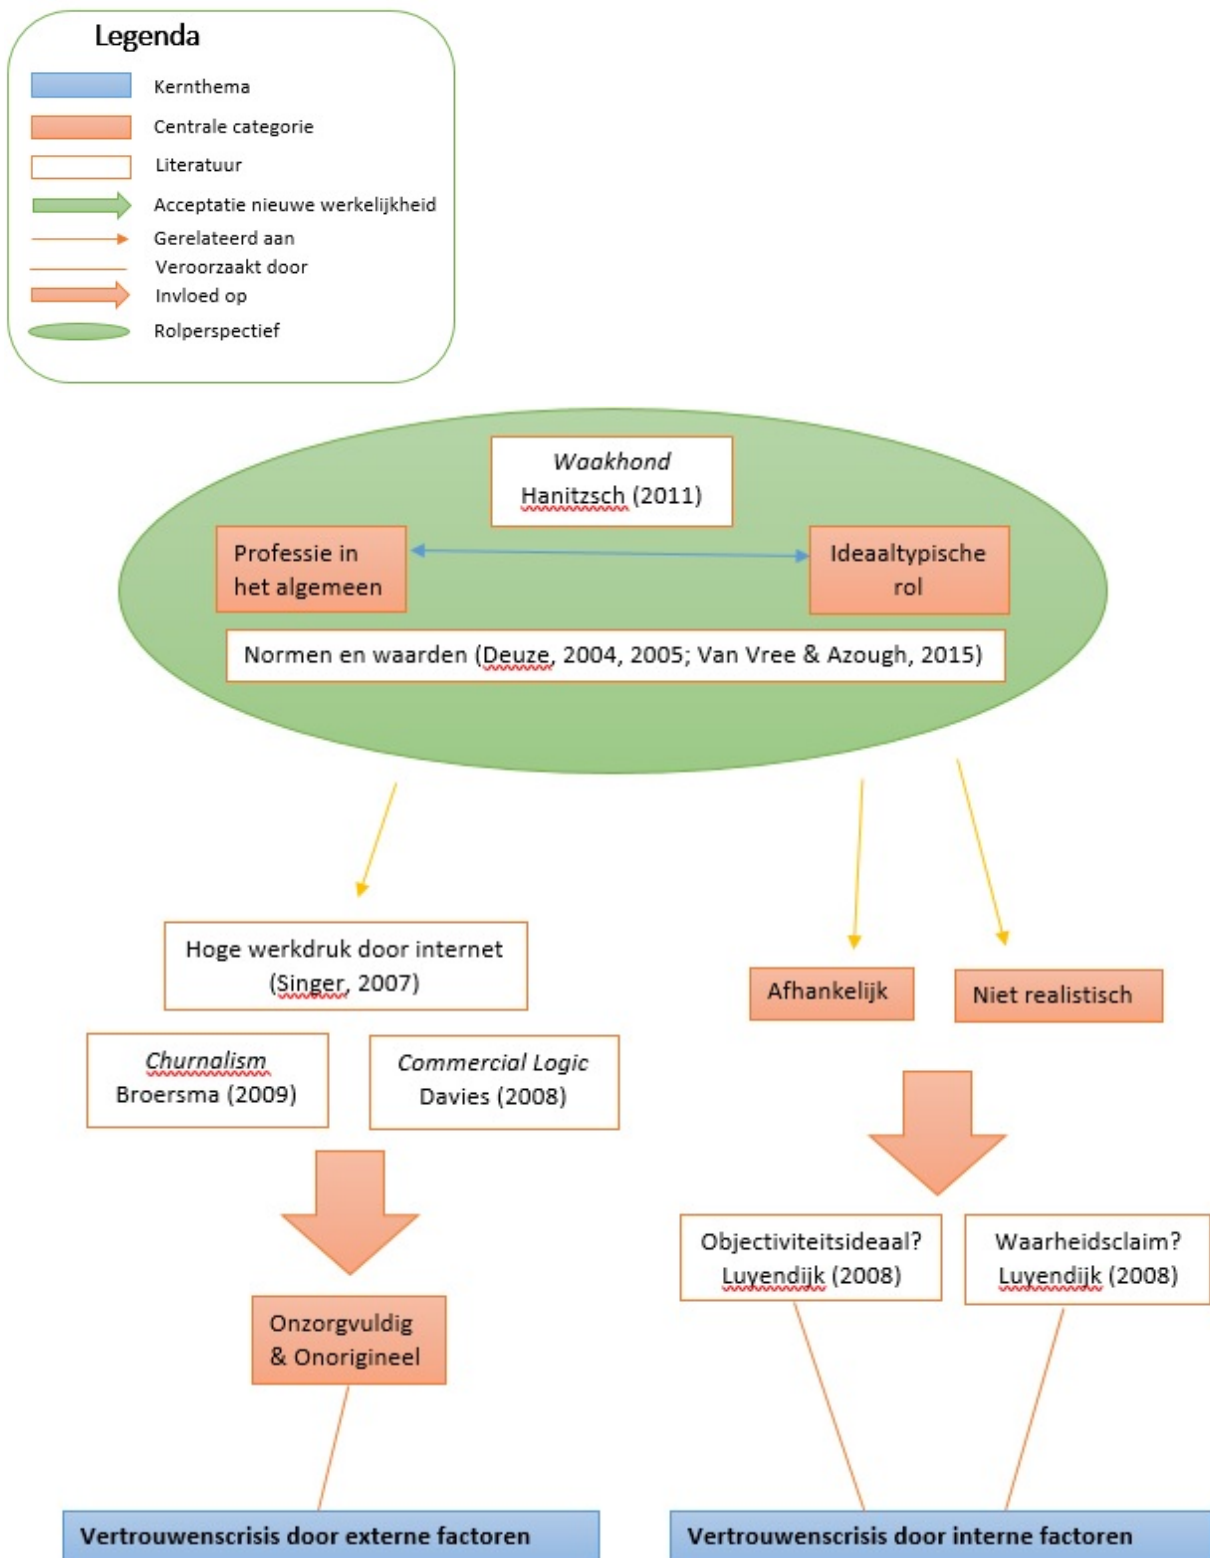 Legenda
Kernthema
Centrale categorie
Literatuur
Acceptatie nieuwe werkelijkheid
Gerelateerd aan
Veroorzaakt door
Invloed op
Rolperspectief
Waakhond
Hanitzsch (2011)
Professie in
het algemeen
Ideaaltypische
rol
Normen en waarden (Deuze, 2004, 2005; Van Vree & Azough, 2015)
Hoge werkdruk door internet
(Singer, 2007)
Churnalism
Broersma (2009)
Commercial Logic
Davies (2008)
Onzorgvuldig
& Onorigineel
Vertrouwenscrisis door externe factoren
Afhankelijk
Niet realistisch
Objectiviteitsideaal?
Luyendijk (2008)
Waarheidsclaim?
Luyendijk (2008)
Vertrouwenscrisis door interne factoren